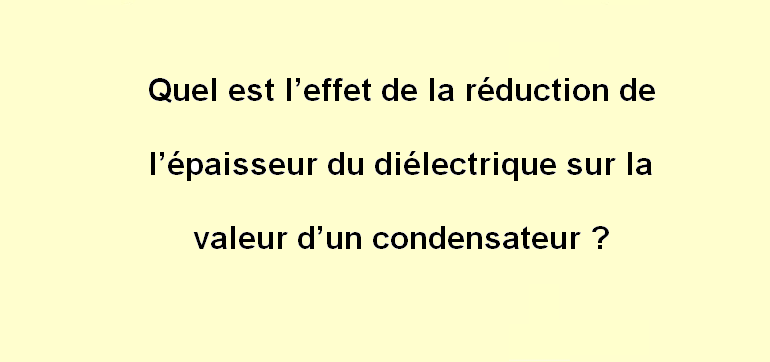 Quel est l’effet de la réduction de
l’épaisseur du diélectrique sur la
valeur d’un condensateur ?